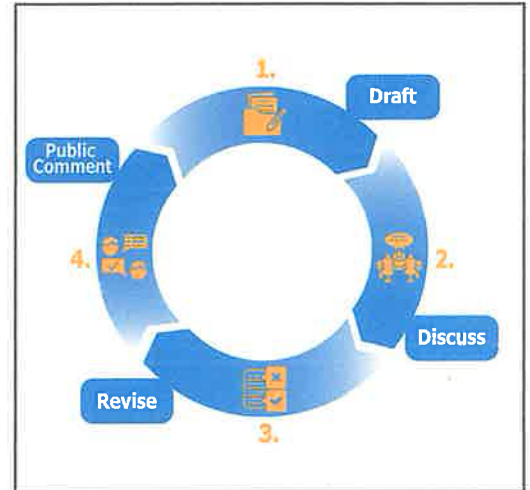 1.
Draft
2.
Discuss
3.
Revise
4.
Public
Comment